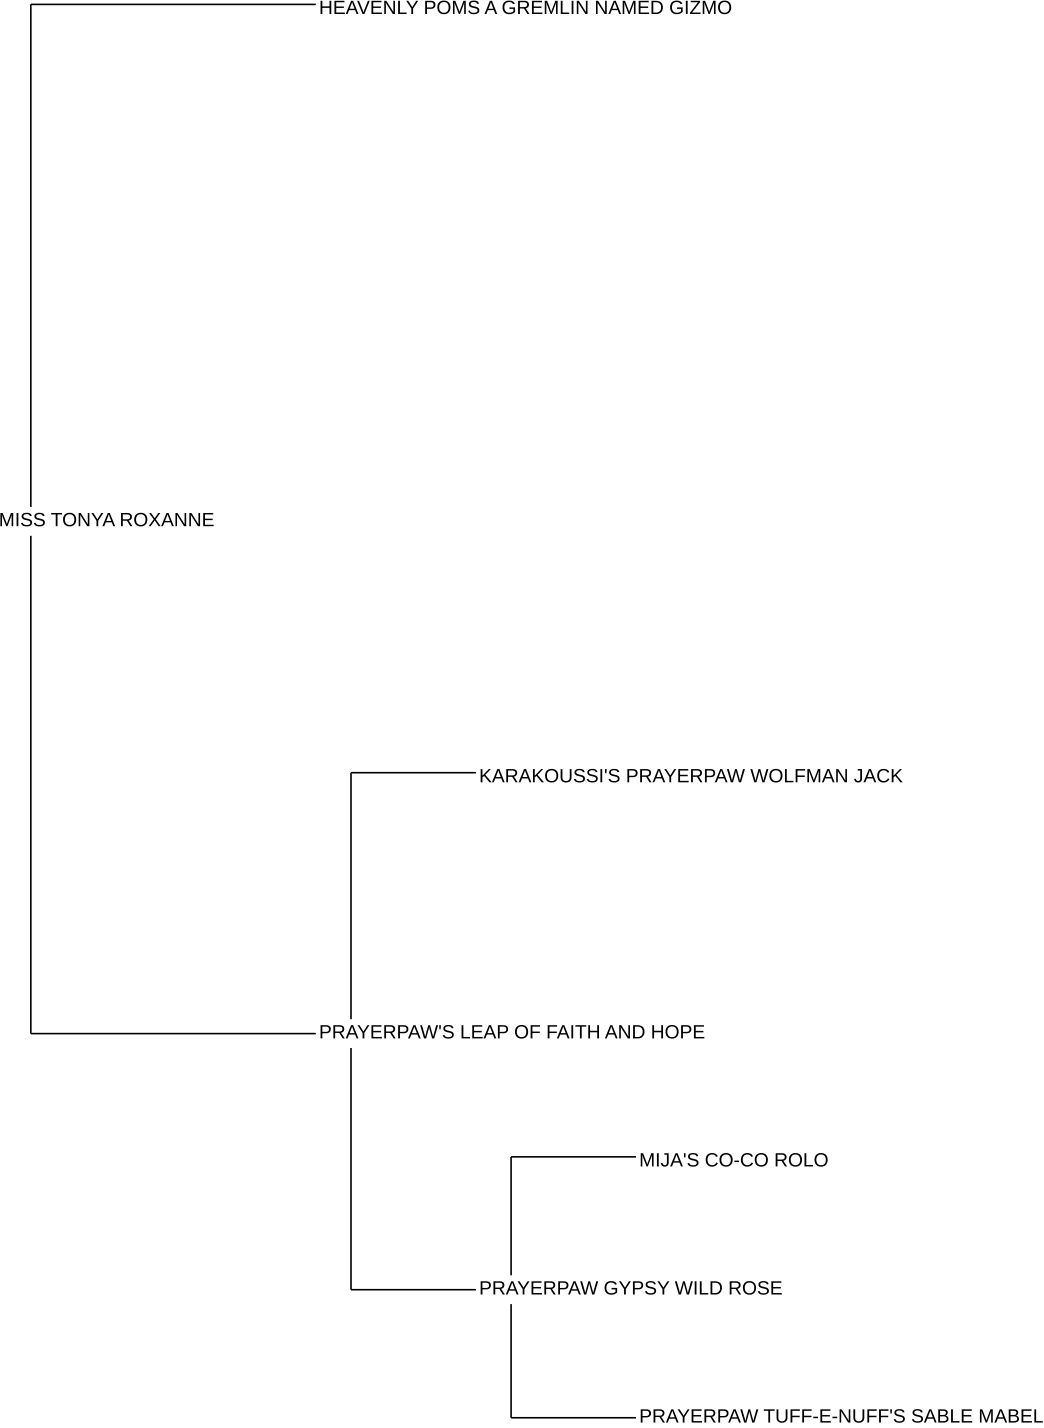 HEAVENLY POMS A GREMLIN NAMED GIZMO
MISS TONYA ROXANNE
KARAKOUSSI'S PRAYERPAW WOLFMAN JACK
PRAYERPAW'S LEAP OF FAITH AND HOPE
MIJA'S CO-CO ROLO
PRAYERPAW GYPSY WILD ROSE
PRAYERPAW TUFF-E-NUFF'S SABLE MABEL